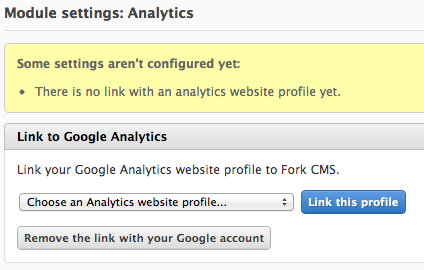 Module settings: Analytics
Some settings aren't configured yet:
• There is no link with an analytics website profile yet.
Link to Google Analytics
Link your Google Analytics website profile to Fork CMS.
Choose an Analytics website profile... Link this profile
Remove the link with your Google account